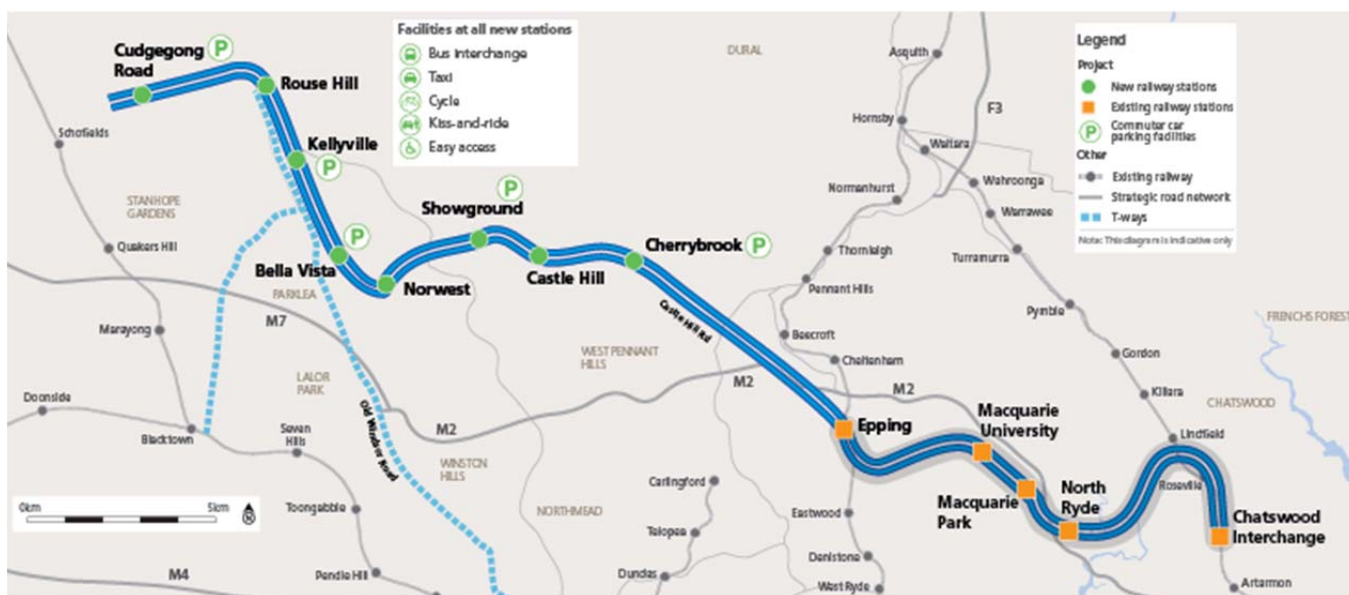 Cudgegong
Road
P
Rouse Hill
Kellyville
P
Bella Vista
P
Norwest
Showground
P
Castle Hill
Cherrybrook
P
Castle Hill Rd
Epping
Macquarie
University
Macquarie
Park
North
Ryde
Chatswood
Interchange
Facilities at all new stations
Bus interchange
Taxi
Cycle
Kiss-and-ride
Easy access
Legend
Project
New railway stations
Existing railway stations
P
Commuter car
parking facilities
Other
Existing railway
Strategic road network
T-ways
Note: This diagram is indicative only
DURAL
Asquith
F3
Hornsby
Waitara
Wahroonga
Warrawee
Turramurra
Normanhurst
Thornleigh
Pennant Hills
Pymble
Beecroft
Cheltenham
Gordon
Killara
Lindfield
Roseville
FRENCHS FOREST
CHATSWOOD
Artarmon
Schofields
STANHOPE
GARDENS
Quakers Hill
PARKLEA
M7
Marayong
LALOR
PARK
WEST PENNANT
HILLS
M2
M2
M2
Doonside
Blacktown
Seven
Hills
Old Windsor Road
WINSTON
HILLS
Toongabbie
NORTHMEAD
Carlingford
Telopea
Dundas
Eastwood
Denistone
West Ryde
Pendle Hill
M4
0km
5km
N